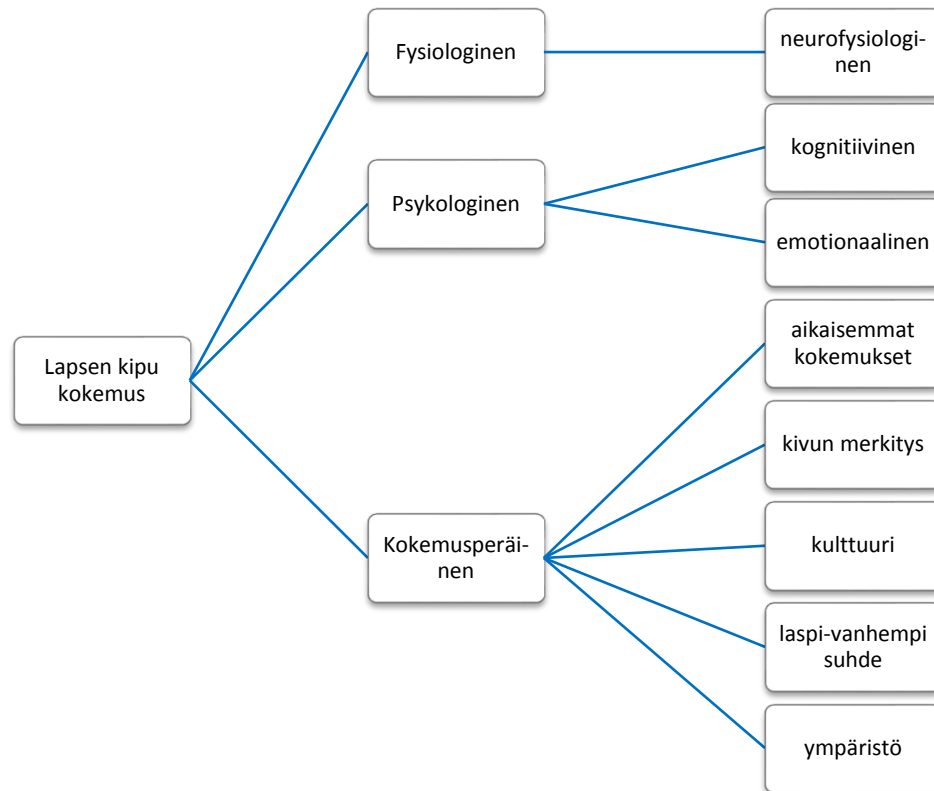 Fysiologinen
neurofysiologi-
nen
Psykologinen
kognitiivinen
emotionaalinen
Lapsen kipu
kokemus
Kokemusperäi-
nen
aikaisemmat
kokemukset
kivun merkitys
kulttuuri
laspi-vanhempi
suhde
ympäristö